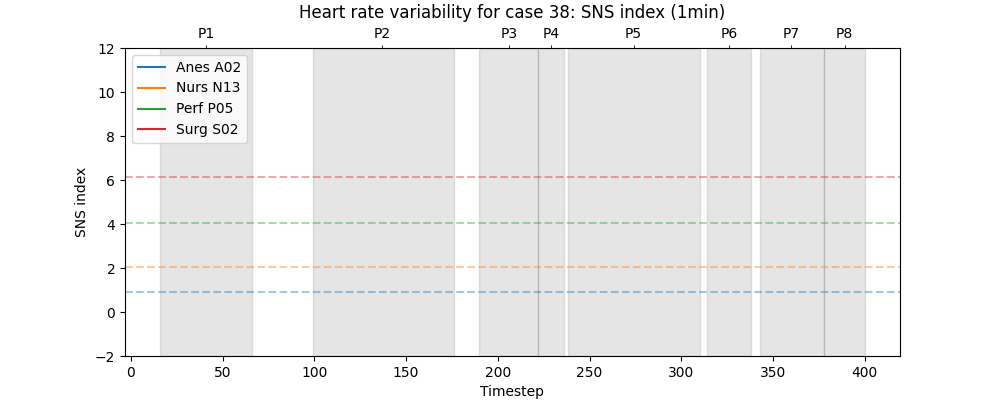 Heart rate variability for case 38: SNS index (1min)
P1 P2 P3 P4 P5 P6 P7 P8
12
10
8
6
4
2
0
−2
SNS index
Anes A02
Nurs N13
Perf P05
Surg S02
0 50 100 150 200 250 300 350 400
Timestep